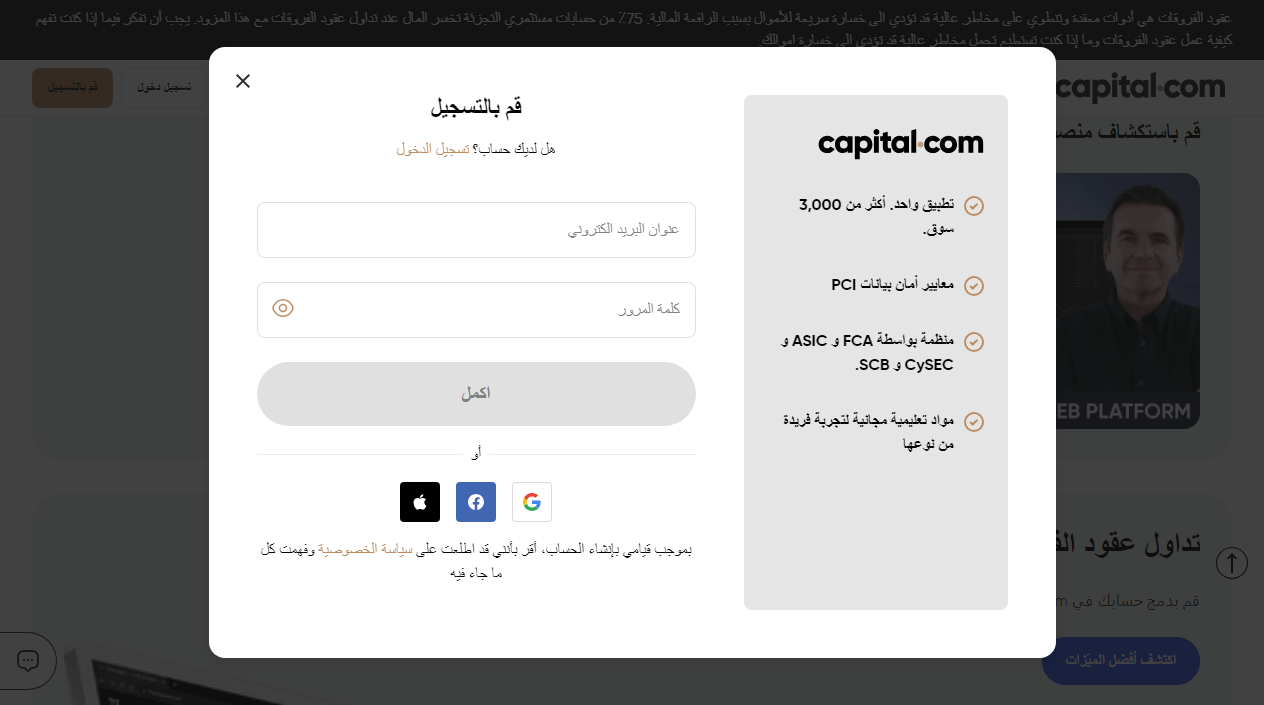 عقود الفروقات هي أدوات معقدة وتنطوي على مخاطر عالية قد تؤدي الى خسارة سريعة للأموال بسبب الرافعة المالية. 75٪ من حسابات مستثمري التجزئة تخسر المال عند تداول عقود الفروقات مع هذا المزود. يجب أن تفكر فيما إذا كنت تفهم
كيفية عمل عقود الفروقات وما إذا كنت تستطيع تحمل مخاطر عالية قد تؤدي الى خسارة اموالك.
capital.com
تسجيل دخول
قم بالتسجيل
قم باستكشاف منص
EB PLATFORM
تداول عقود
قم بدمج حسابك في
اكتشف أفضل الميّزات
capital.com
تطبيق واحد. أكثر من 3,000
سوق.
معايير أمان بيانات PCI
منظمة بواسطة FCA و ASIC و
CySEC و SCB.
مواد تعليمية مجانية لتجربة فريدة
من نوعها
قم بالتسجيل
هل لديك حساب؟ تسجيل الدخول
عنوان البريد الكتروني
كلمة المرور
اكمل
أو
بموجب قيامي بإنشاء الحساب، أقر بأنني قد اطلعت على سياسة الخصوصية وفهمت كل
ما جاء فيه